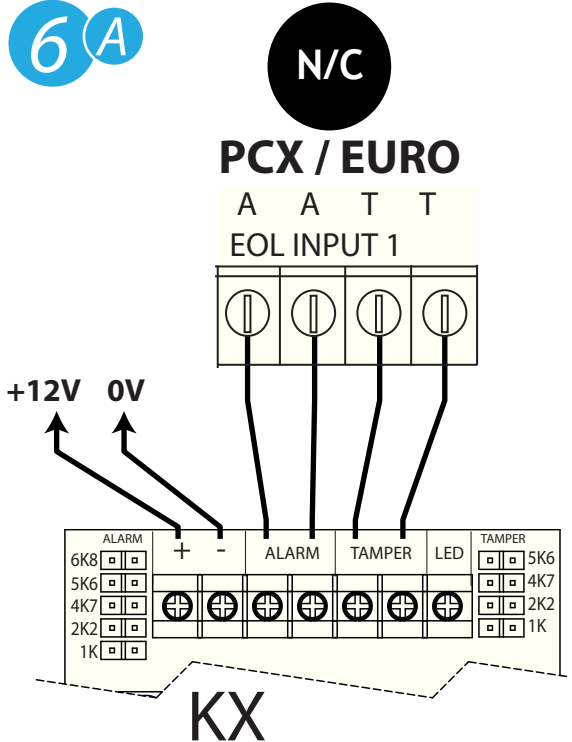 6 A
N/C
PCX / EURO
A A T T
EOL INPUT 1
+12V 0V
ALARM + - ALARM TAMPER LED TAMPER
6K8 5K6
5K6 4K7
4K7 2K2
2K2 1K
1K
KX